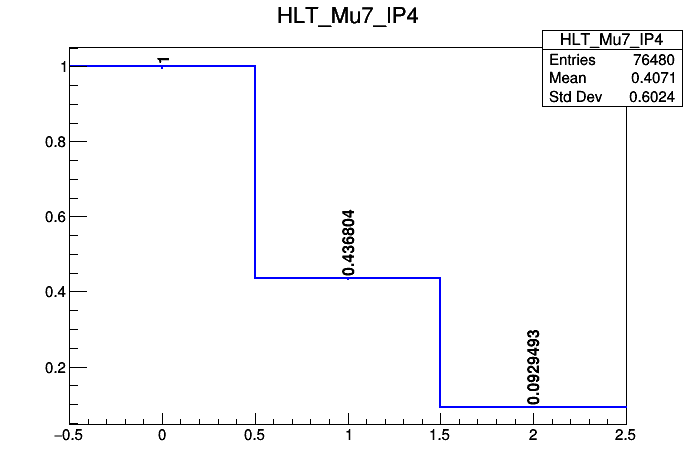 HLT_Mu7_IP4
HLT_Mu7_IP4
Entries 76480
Mean 0.4071
Std Dev 0.6024
1
0.436804
0.0929493
1
0.8
0.6
0.4
0.2
−0.5 0 0.5 1 1.5 2 2.5